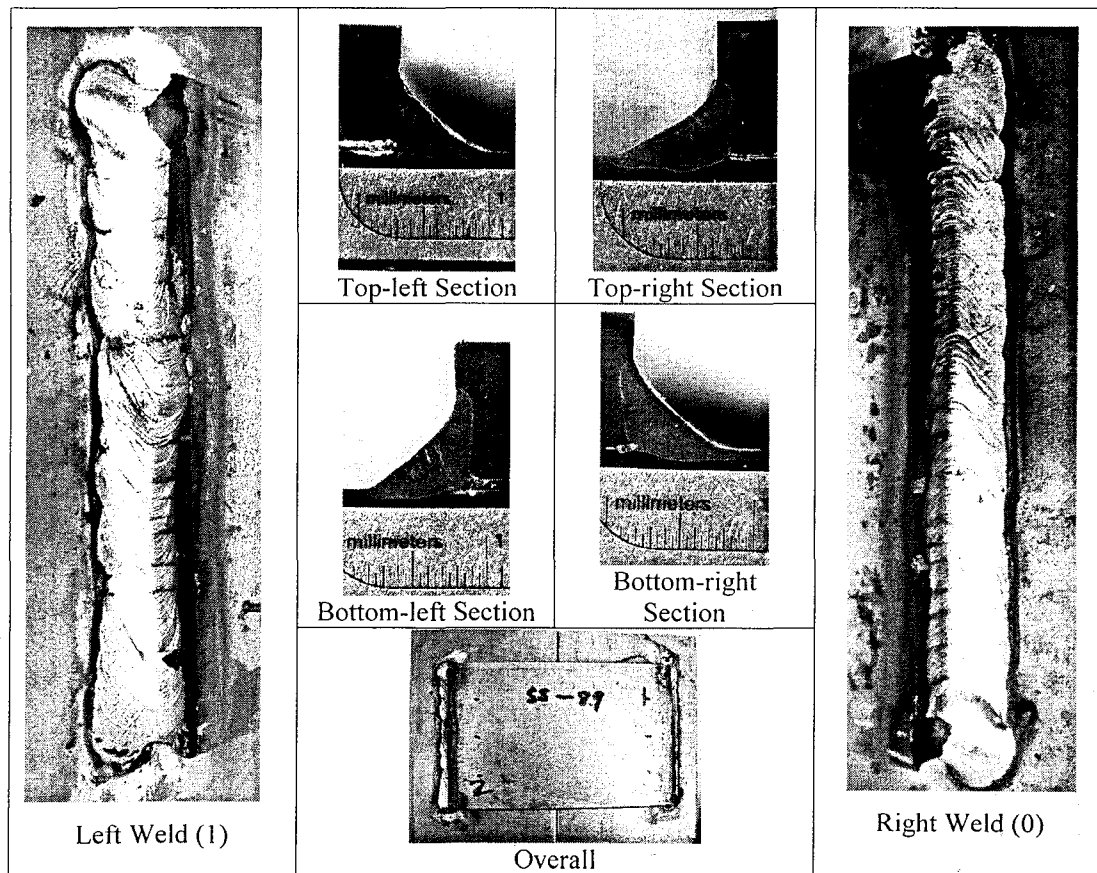 millimeters 1
millimeters
Top-left Section
Top-right Section
millimeters 1
millimeters 1
Bottom-left Section
Bottom-right
Section
SS-89
2
Left Weld (1)
Overall
Right Weld (0)